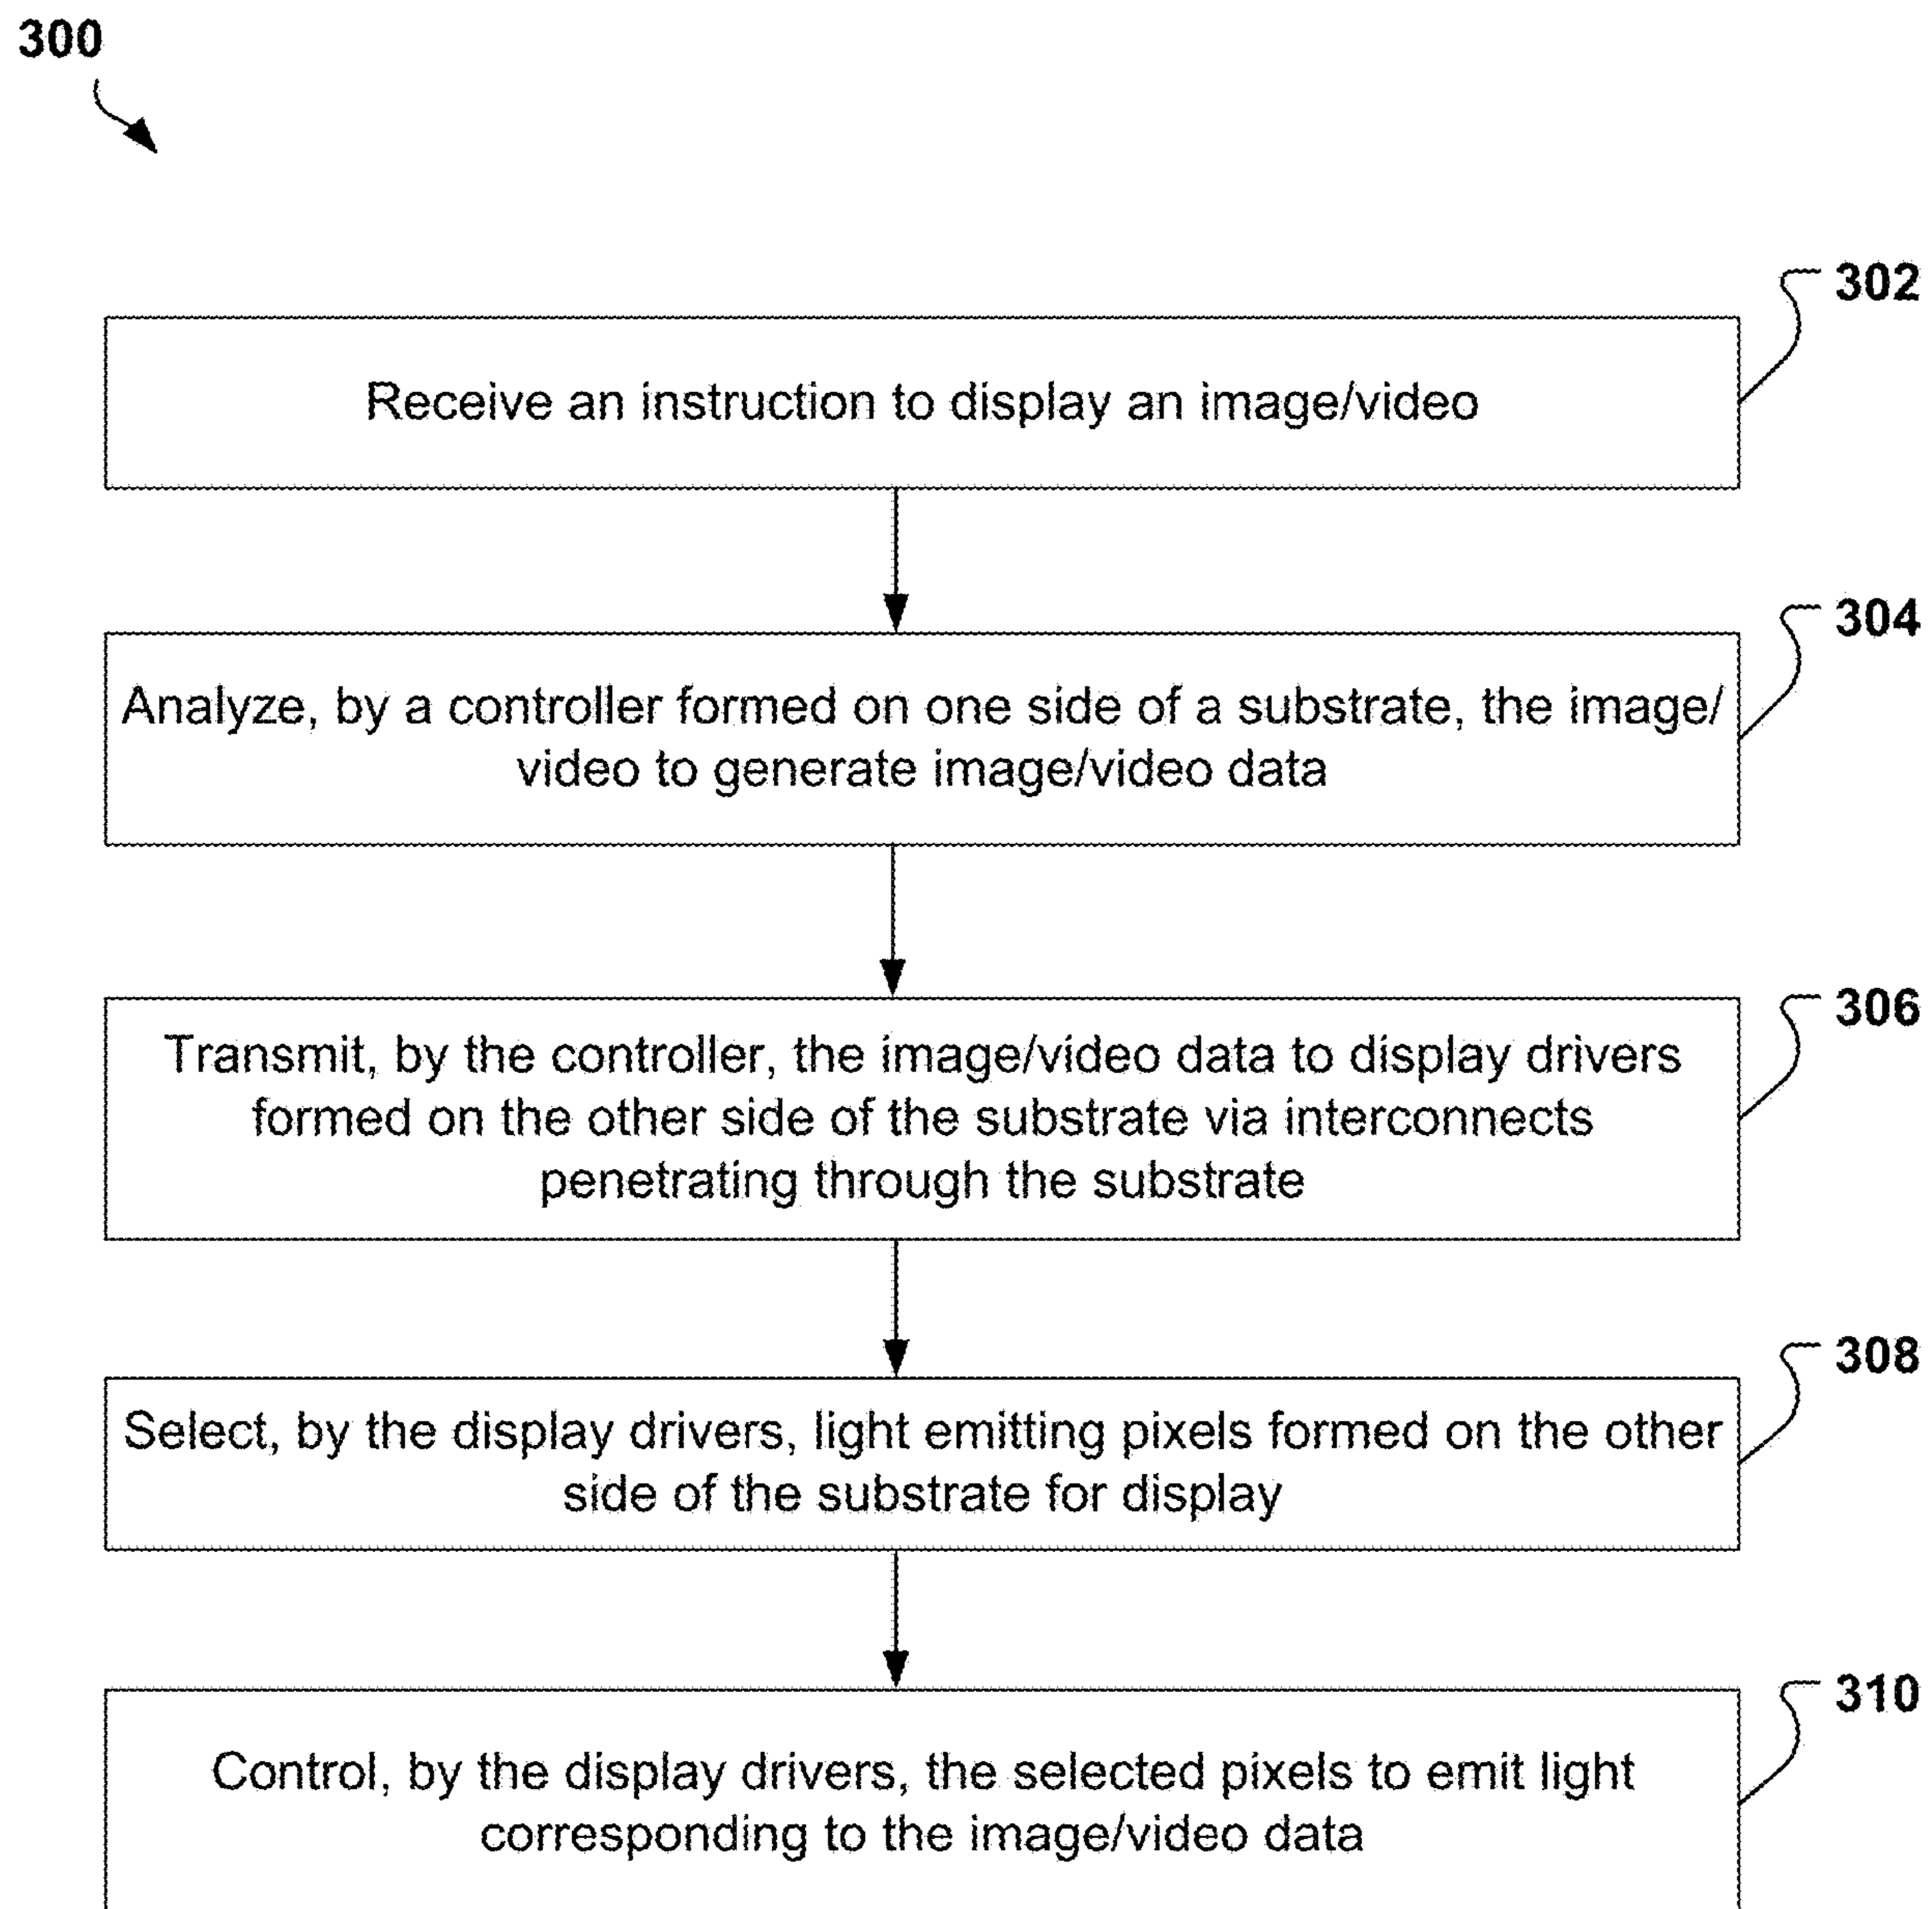 300
302
Receive an instruction to display an image/video
304
Analyze, by a controller formed on one side of a substrate, the image/
video to generate image/video data
306
Transmit, by the controller, the image/video data to display drivers
formed on the other side of the substrate via interconnects
penetrating through the substrate
308
Select, by the display drivers, light emitting pixels formed on the other
side of the substrate for display
310
Control, by the display drivers, the selected pixels to emit light
corresponding to the image/video data